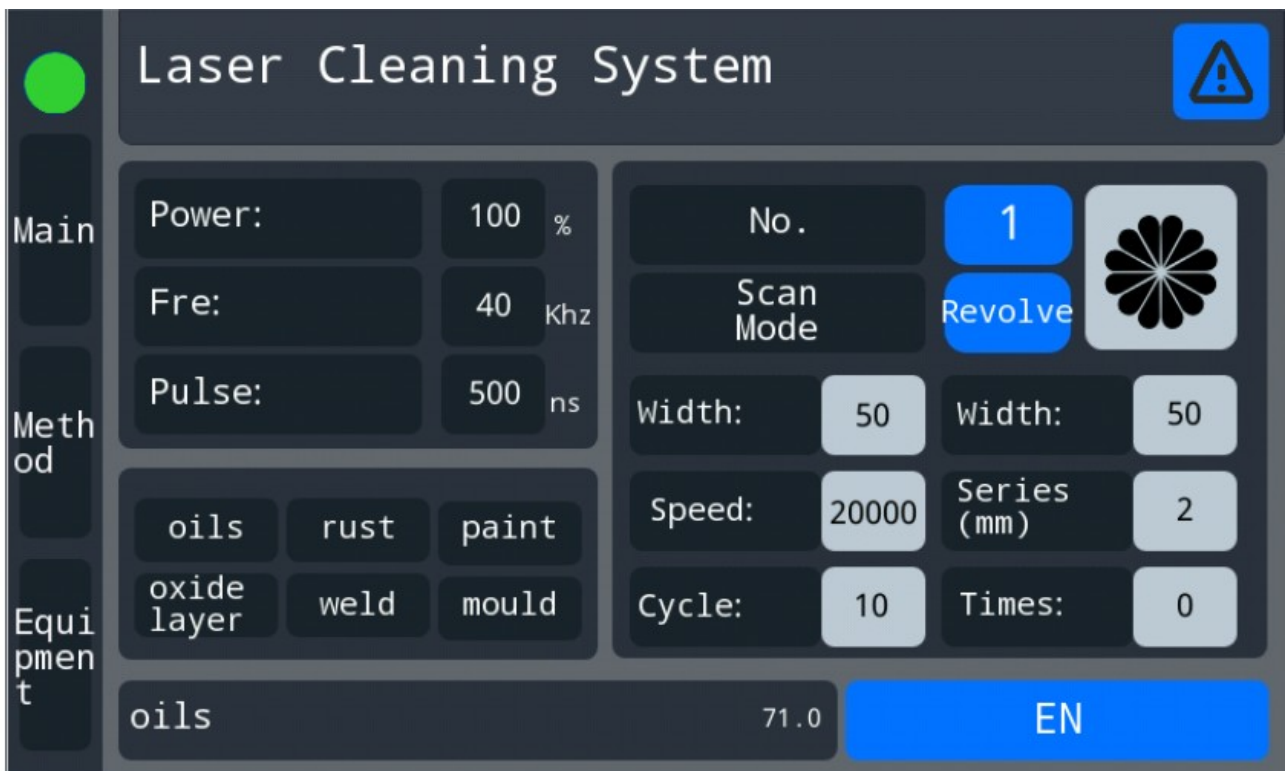 Laser Cleaning System
Main
Meth
od
Equi
pmen
t
Power: 100 %
Fre: 40 Khz
Pulse: 500 ns
oils rust paint
oxide
layer
weld mould
No. 1
Scan
Mode
Revolve
Width: 50 Width: 50
Speed: 20000 Series
(mm) 2
Cycle: 10 Times: 0
oils 71.0 EN